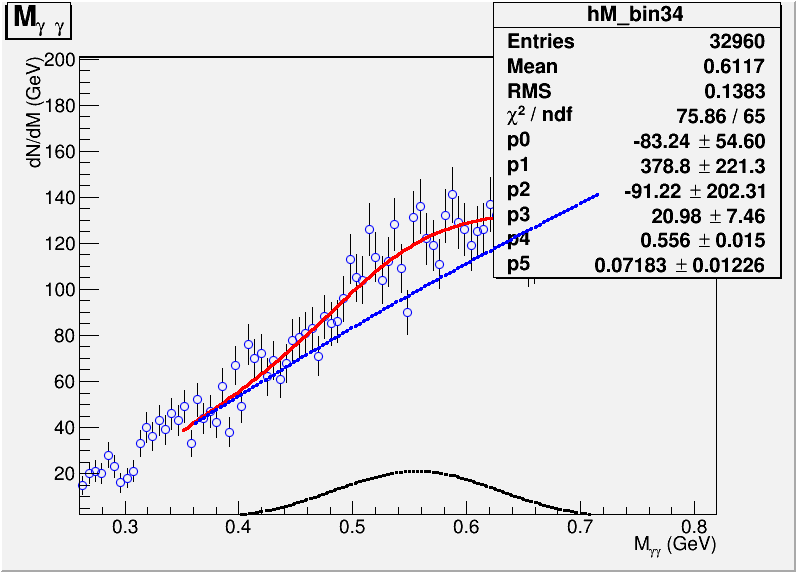 M γ γ
hM_bin34
Entries 32960
Mean 0.6117
RMS 0.1383
χ² / ndf 75.86 / 65
p0 -83.24 ± 54.60
p1 378.8 ± 221.3
p2 -91.22 ± 202.31
p3 20.98 ± 7.46
p4 0.556 ± 0.015
p5 0.07183 ± 0.01226
dN/dM (GeV)
200
180
160
140
120
100
80
60
40
20
0.3 0.4 0.5 0.6 0.7 0.8
Mγγ (GeV)